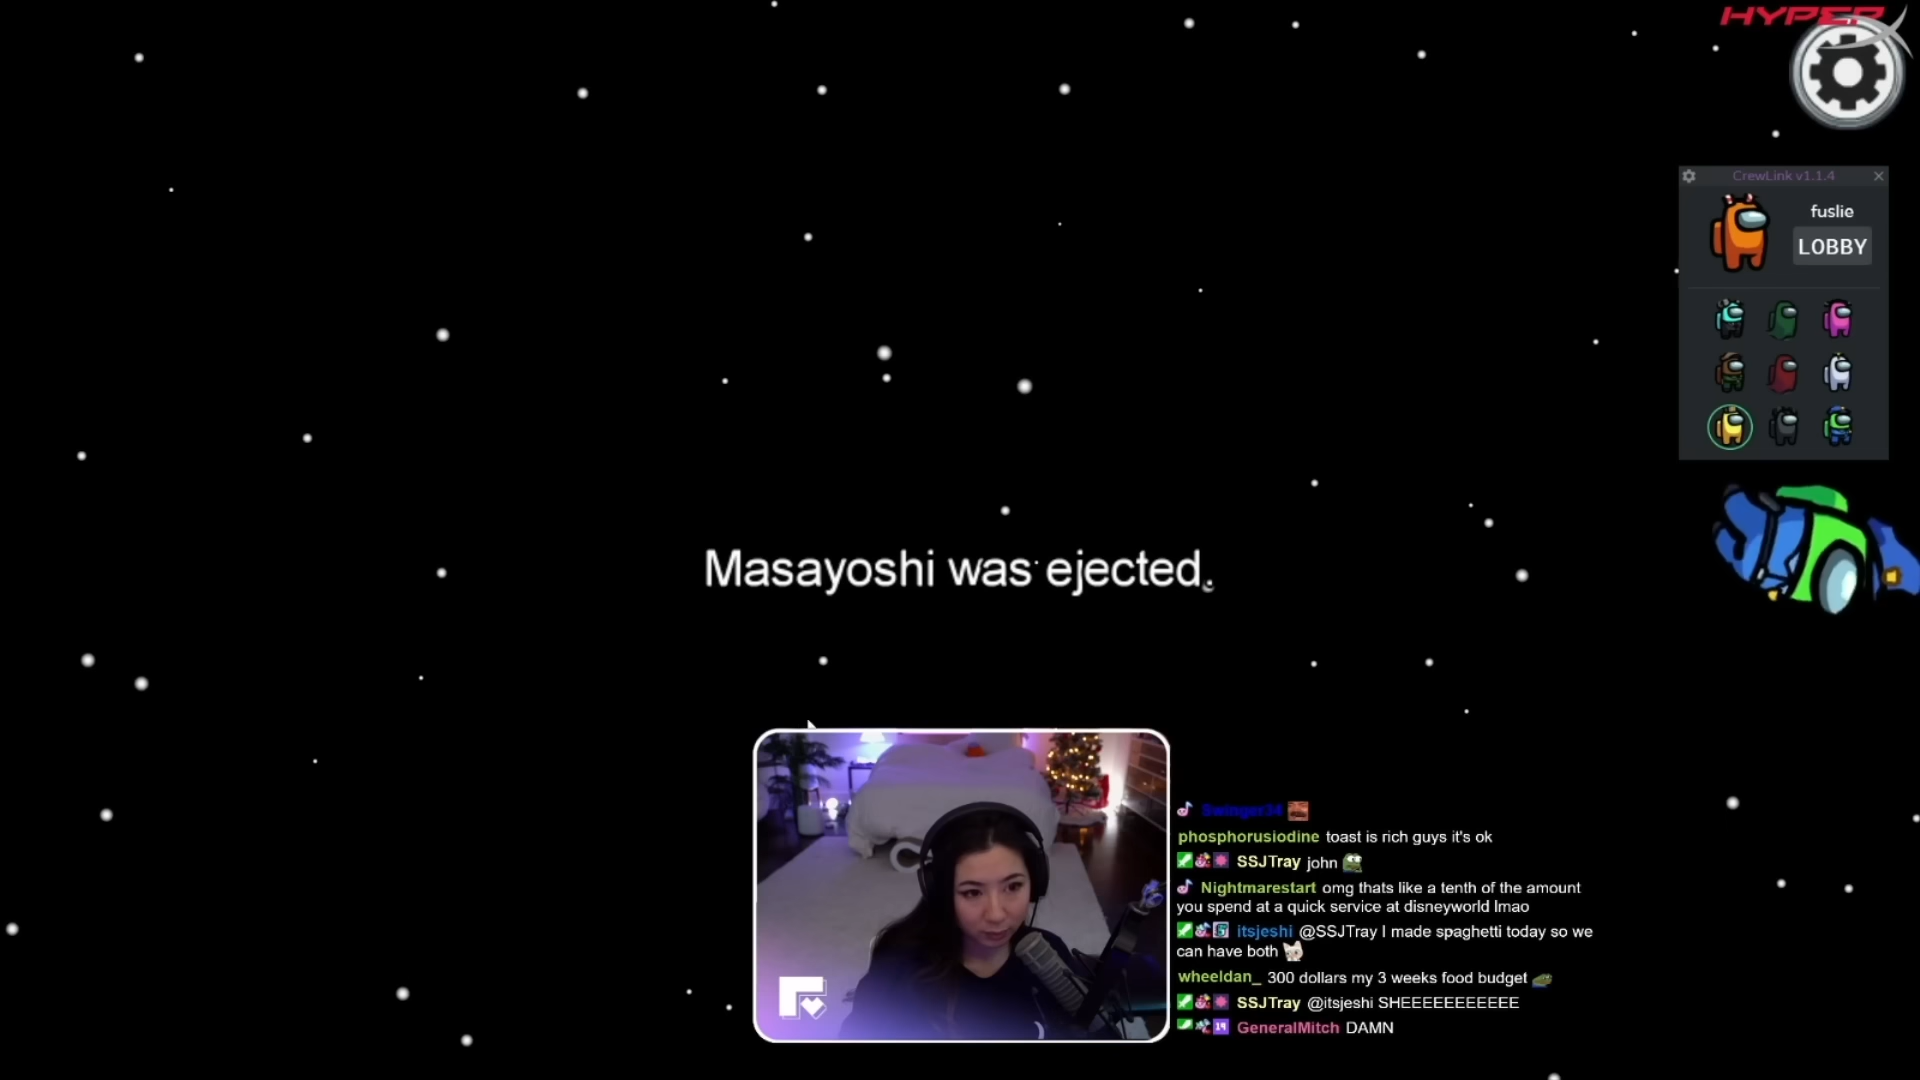 HYPER
CrewLink v1.1.4
fuslie
LOBBY
Masayoshi was ejected.
Swinger34
phosphorusiodine toast is rich guys it's ok
SSJTray john
Nightmarestart omg thats like a tenth of the amount
you spend at a quick service at disneyworld lmao
itsjeshi @SSJTray I made spaghetti today so we
can have both
wheeldan_ 300 dollars my 3 weeks food budget
SSJTray @itsjeshi SHEEEEEEEEEEE
19 GeneralMitch DAMN